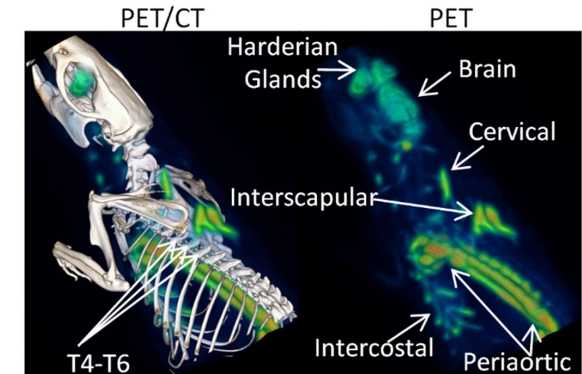 PET/CT
PET
Harderian
Glands
Brain
Cervical
Interscapular
Intercostal
Periaortic
T4-T6